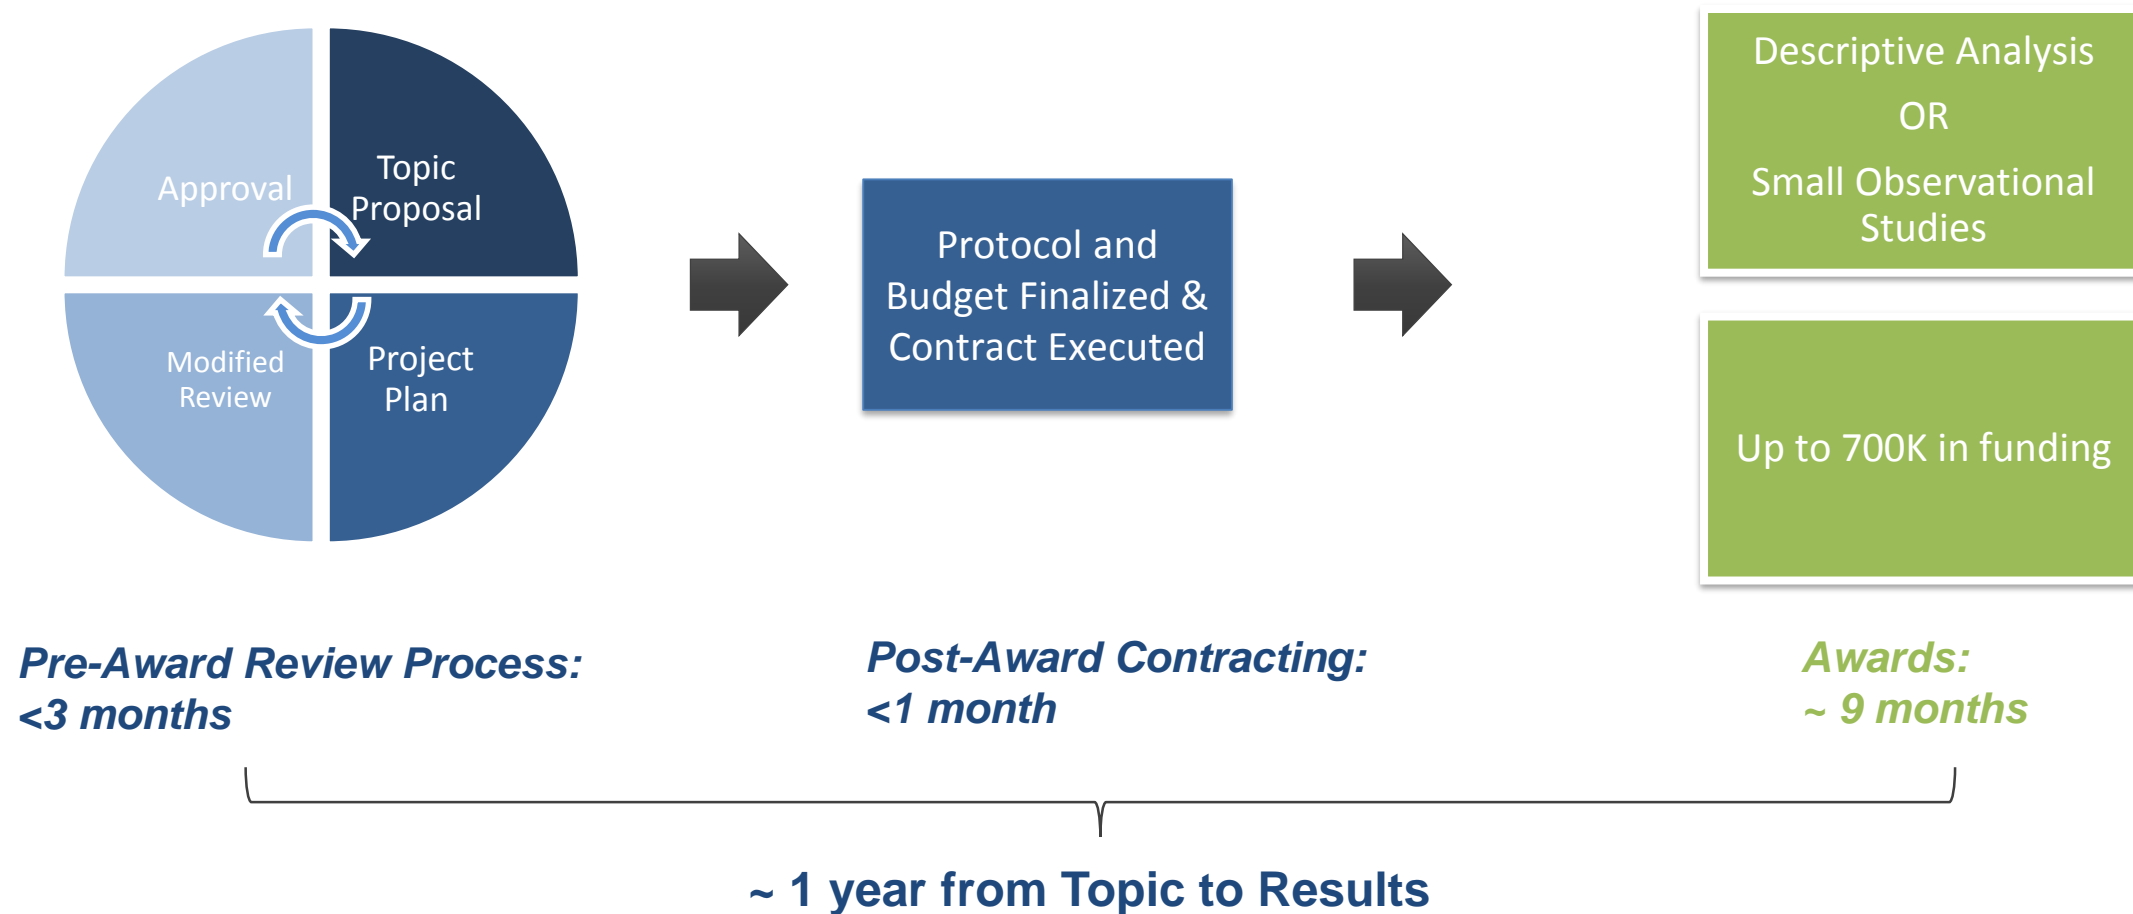 Approval
Topic
Proposal
Modified
Review
Project
Plan
Protocol and
Budget Finalized &
Contract Executed
Descriptive Analysis
OR
Small Observational
Studies
Up to 700K in funding
Pre-Award Review Process:
<3 months
Post-Award Contracting:
<1 month
Awards:
~ 9 months
~ 1 year from Topic to Results